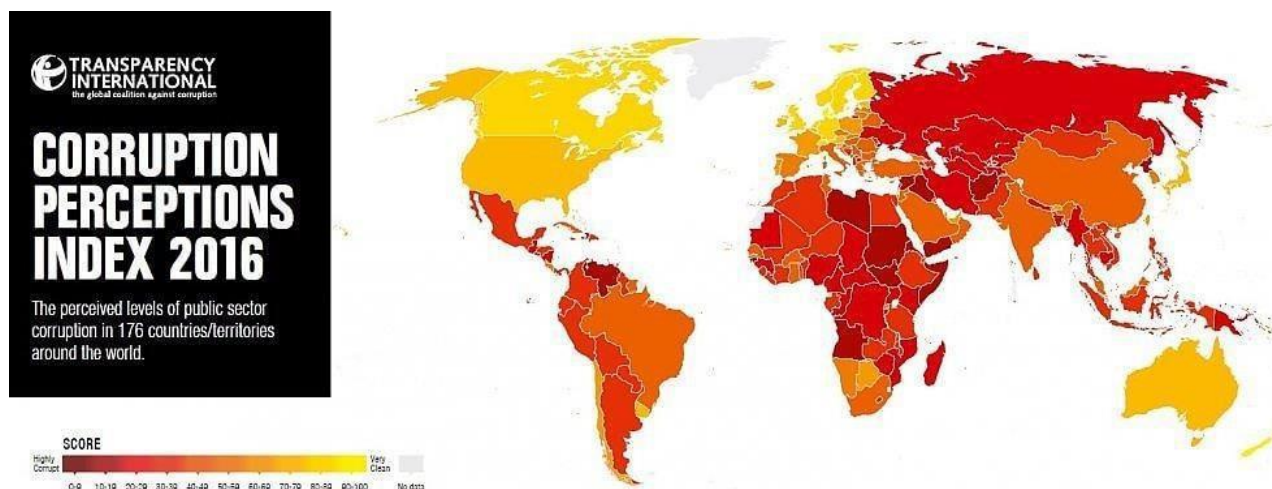 TRANSPARENCY
INTERNATIONAL
the global coalition against corruption
CORRUPTION
PERCEPTIONS
INDEX 2016
The perceived levels of public sector
corruption in 176 countries/territories
around the world.
SCORE
Highly
Corrupt
Very
Clean
0-9 10-19 20-29 30-39 40-49 50-59 60-69 70-79 80-89 90-100 No data